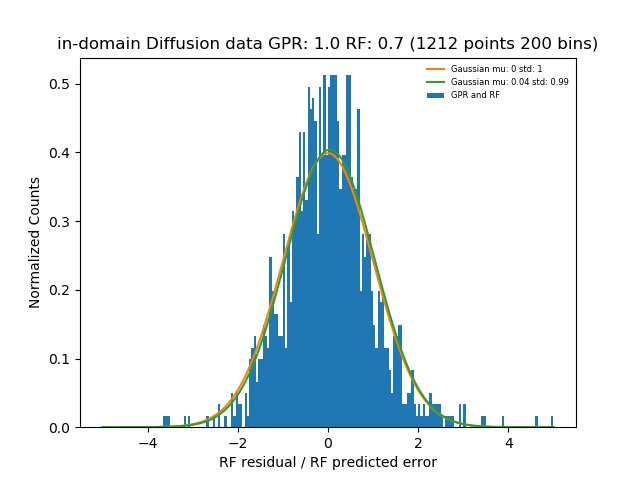 in-domain Diffusion data GPR: 1.0 RF: 0.7 (1212 points 200 bins)
Gaussian mu: 0 std: 1
Gaussian mu: 0.04 std: 0.99
GPR and RF
Normalized Counts
0.5
0.4
0.3
0.2
0.1
0.0
−4
−2
0
2
4
RF residual / RF predicted error